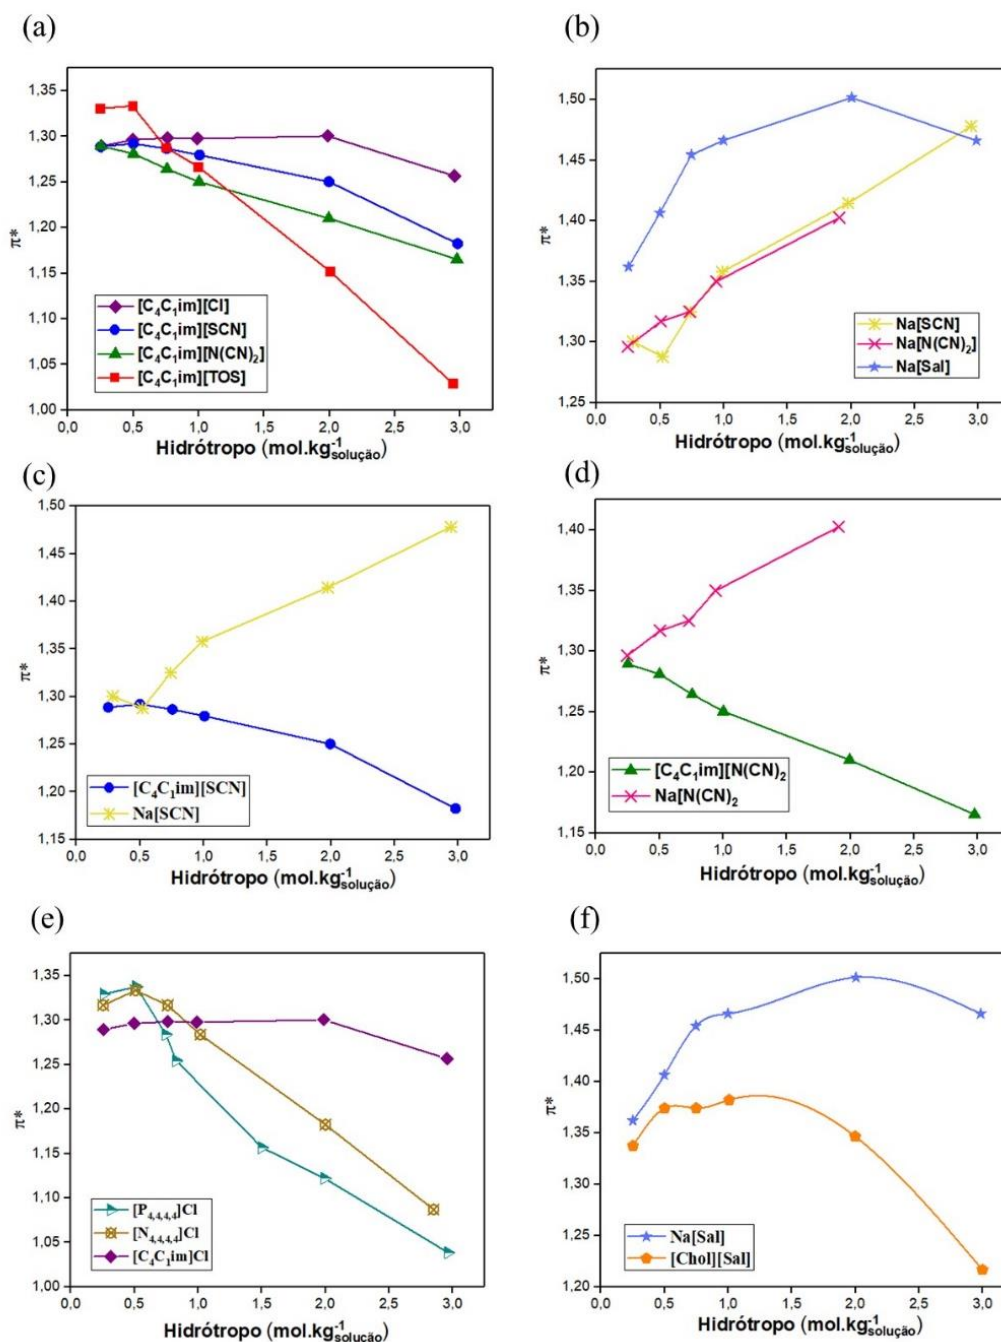 (a)
1,35
1,30
1,25
1,20
1,15
1,10
1,05
1,00
π*
[C₄C₁im][Cl]
[C₄C₁im][SCN]
[C₄C₁im][N(CN)₂]
[C₄C₁im][TOS]
0,0 0,5 1,0 1,5 2,0 2,5 3,0
Hidrótropo (mol.kg⁻¹solução)
(b)
1,50
1,45
1,40
1,35
1,30
1,25
π*
Na[SCN]
Na[N(CN)₂]
Na[Sal]
0,0 0,5 1,0 1,5 2,0 2,5 3,0
Hidrótropo (mol.kg⁻¹solução)
(c)
1,50
1,45
1,40
1,35
1,30
1,25
1,20
1,15
π*
[C₄C₁im][SCN]
Na[SCN]
0,0 0,5 1,0 1,5 2,0 2,5 3,0
Hidrótropo (mol.kg⁻¹solução)
(d)
1,40
1,35
1,30
1,25
1,20
1,15
π*
[C₄C₁im][N(CN)₂
Na[N(CN)₂
0,0 0,5 1,0 1,5 2,0 2,5 3,0
Hidrótropo (mol.kg⁻¹solução)
(e)
1,35
1,30
1,25
1,20
1,15
1,10
1,05
1,00
π*
[P₄,₄,₄,₄]Cl
[N₄,₄,₄,₄]Cl
[C₄C₁im]Cl
0,0 0,5 1,0 1,5 2,0 2,5 3,0
Hidrótropo (mol.kg⁻¹solução)
(f)
1,50
1,45
1,40
1,35
1,30
1,25
1,20
π*
Na[Sal]
[Chol][Sal]
0,0 0,5 1,0 1,5 2,0 2,5 3,0
Hidrótropo (mol.kg⁻¹solução)